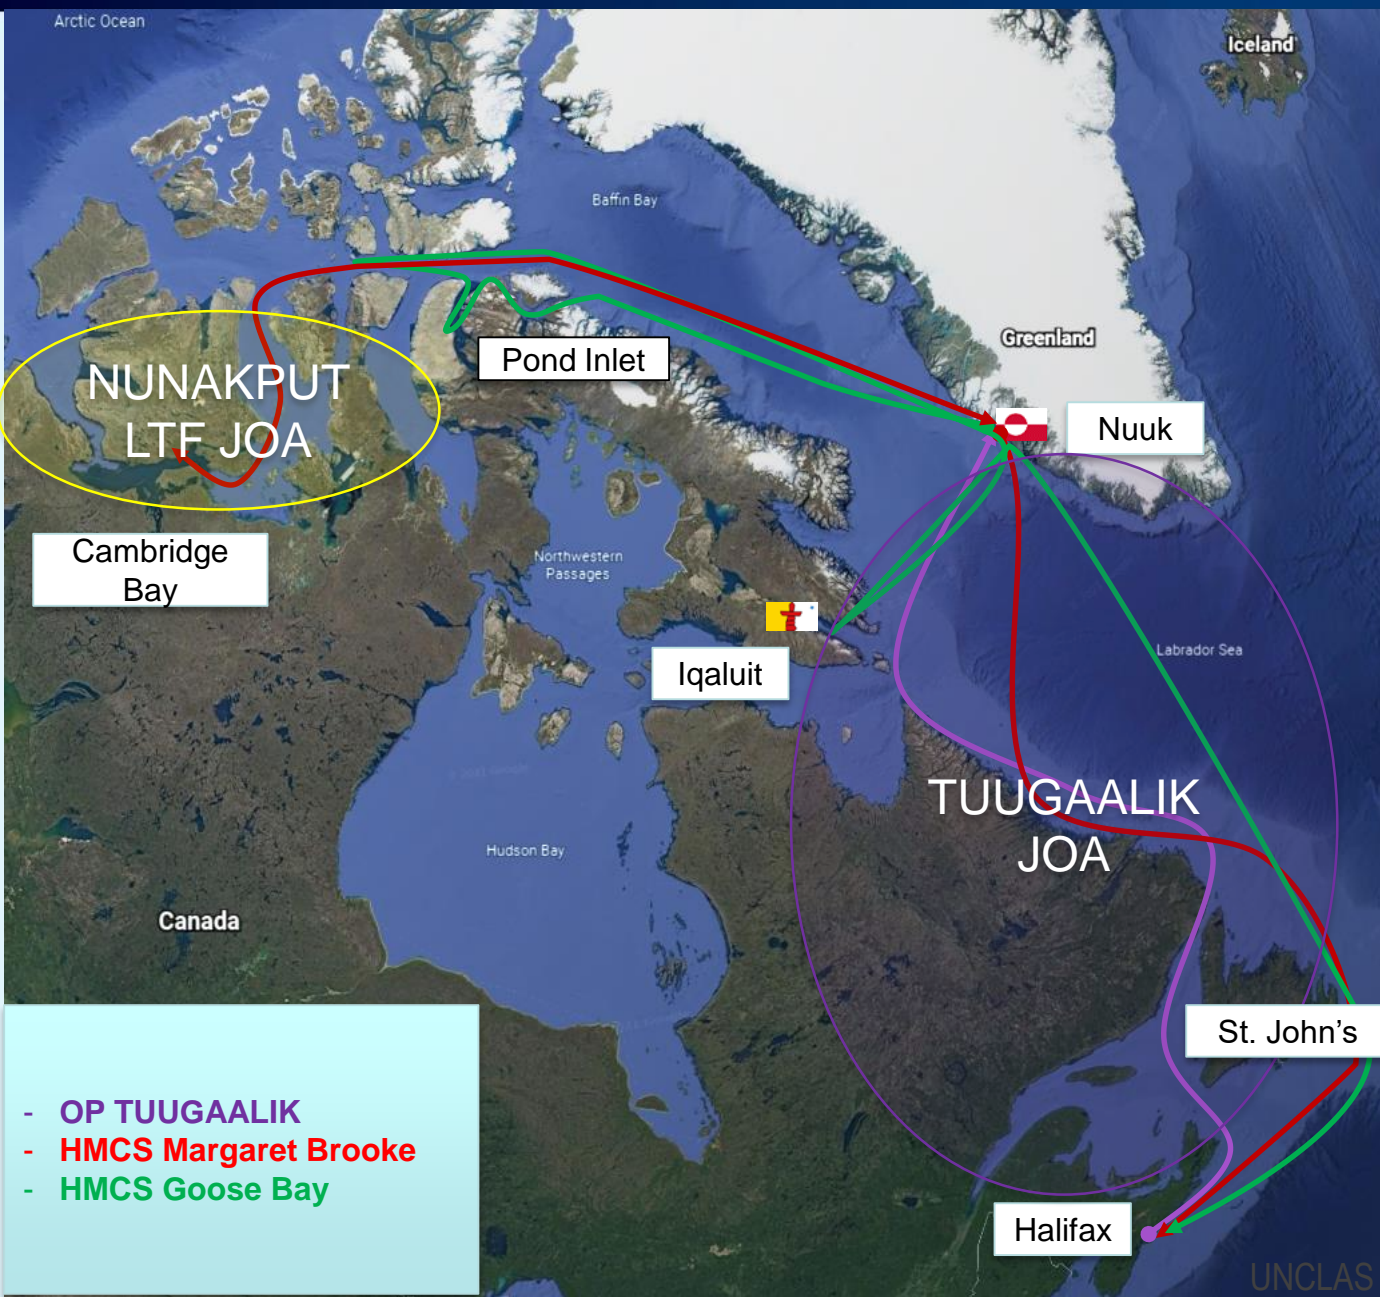 Arctic Ocean
Iceland
Baffin Bay
Greenland
Pond Inlet
NUNAKPUT
LTF JOA
Nuuk
Cambridge
Bay
Northwestern
Passages
Iqaluit
Labrador Sea
TUUGAALIK
JOA
Hudson Bay
Canada
St. John's
- OP TUUGAALIK
- HMCS Margaret Brooke
- HMCS Goose Bay
Halifax
UNCLAS